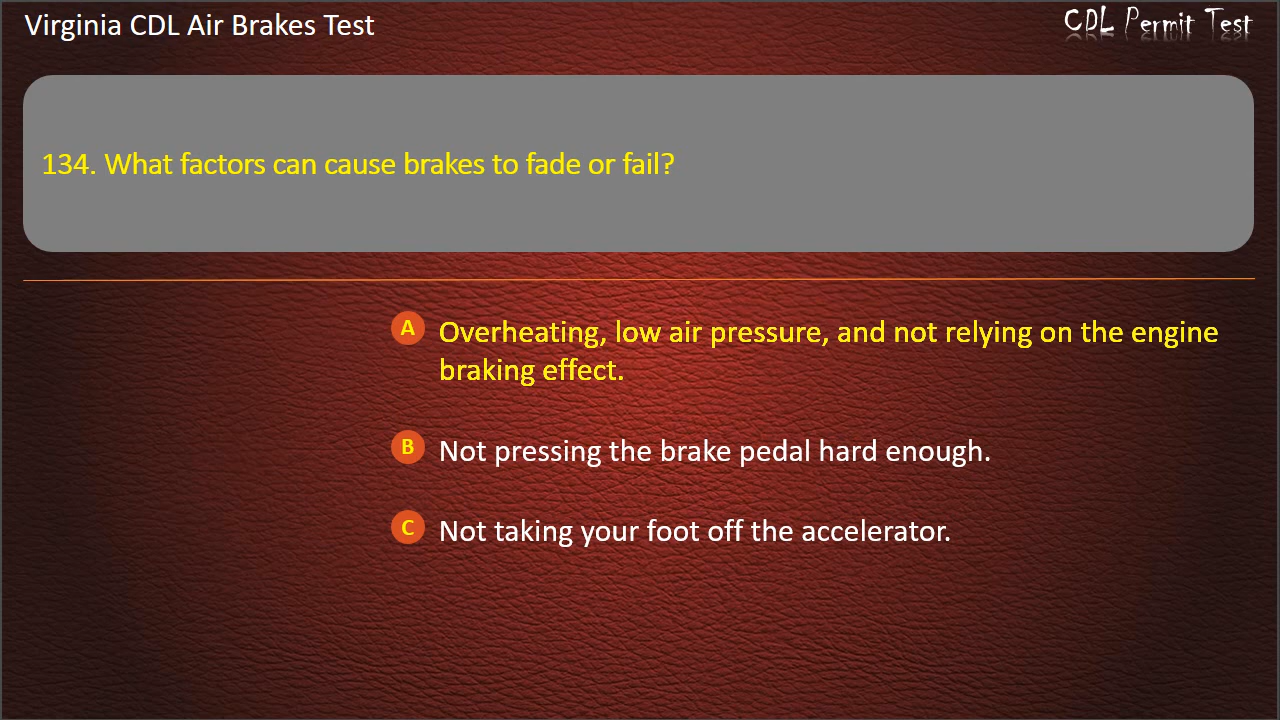 Virginia CDL Air Brakes Test
CDL Permit Test
134. What factors can cause brakes to fade or fail?
A Overheating, low air pressure, and not relying on the engine
braking effect.
B Not pressing the brake pedal hard enough.
C Not taking your foot off the accelerator.